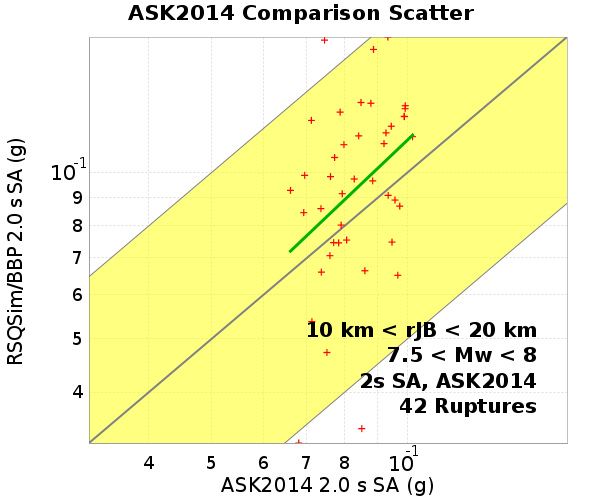 ASK2014 Comparison Scatter
RSQSim/BBP 2.0 s SA (g)
10-1
9
8
7
6
5
4
10 km < rJB < 20 km
7.5 < Mw < 8
2s SA, ASK2014
42 Ruptures
4 5 6 7 8 10-1
ASK2014 2.0 s SA (g)